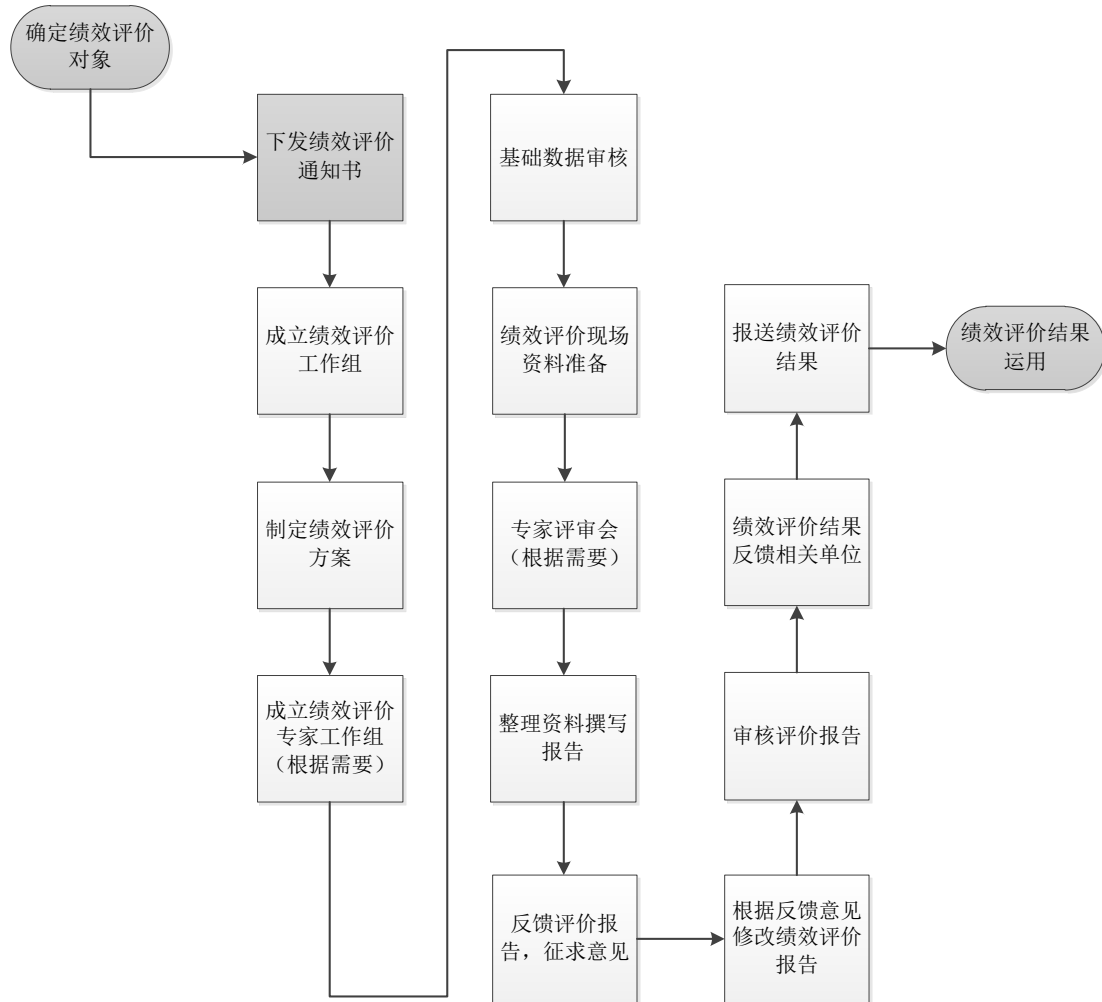 确定绩效评价
对象
下发绩效评价
通知书
成立绩效评价
工作组
制定绩效评价
方案
成立绩效评价
专家工作组
（根据需要）
基础数据审核
绩效评价现场
资料准备
专家评审会
（根据需要）
整理资料撰写
报告
反馈评价报
告，征求意见
根据反馈意见
修改绩效评价
报告
审核评价报告
绩效评价结果
反馈相关单位
报送绩效评价
结果
绩效评价结果
运用